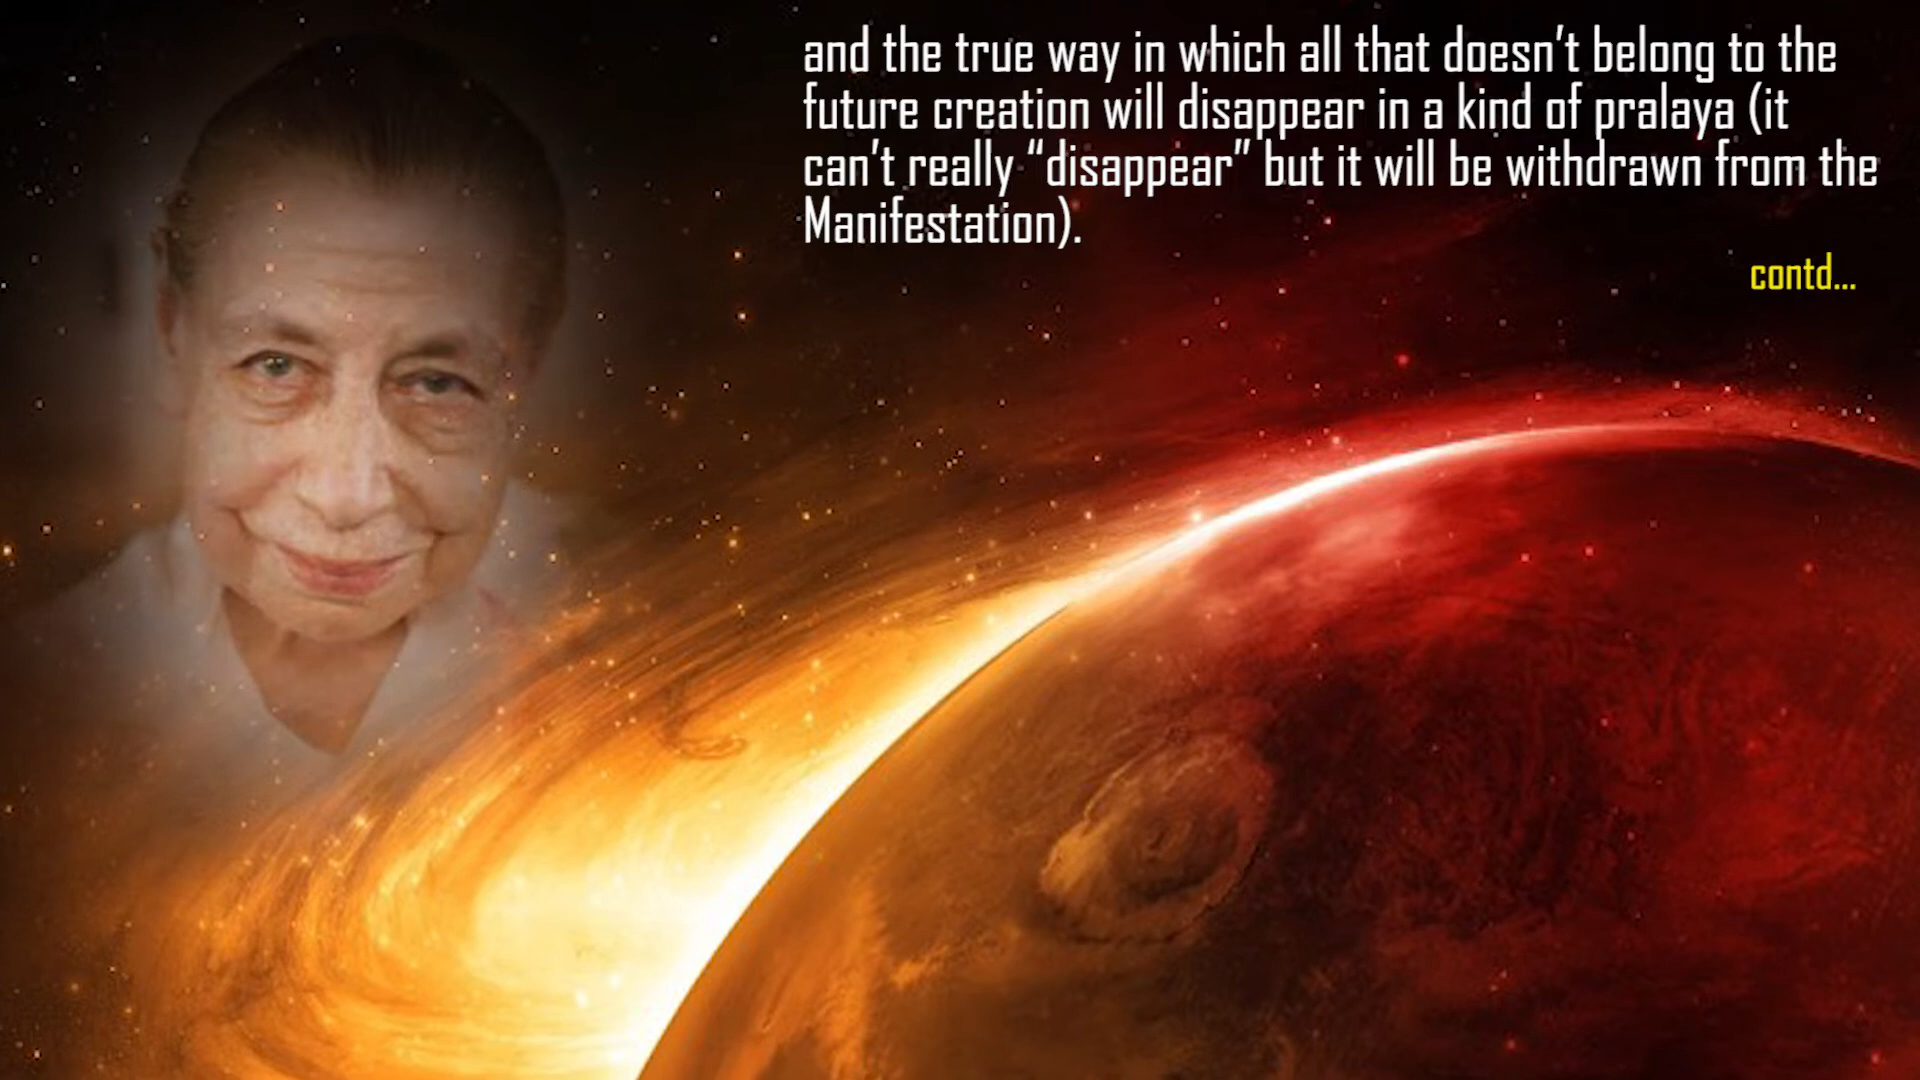 and the true way in which all that doesn't belong to the
future creation will disappear in a kind of pralaya (it
can't really “disappear” but it will be withdrawn from the
Manifestation).
contd...